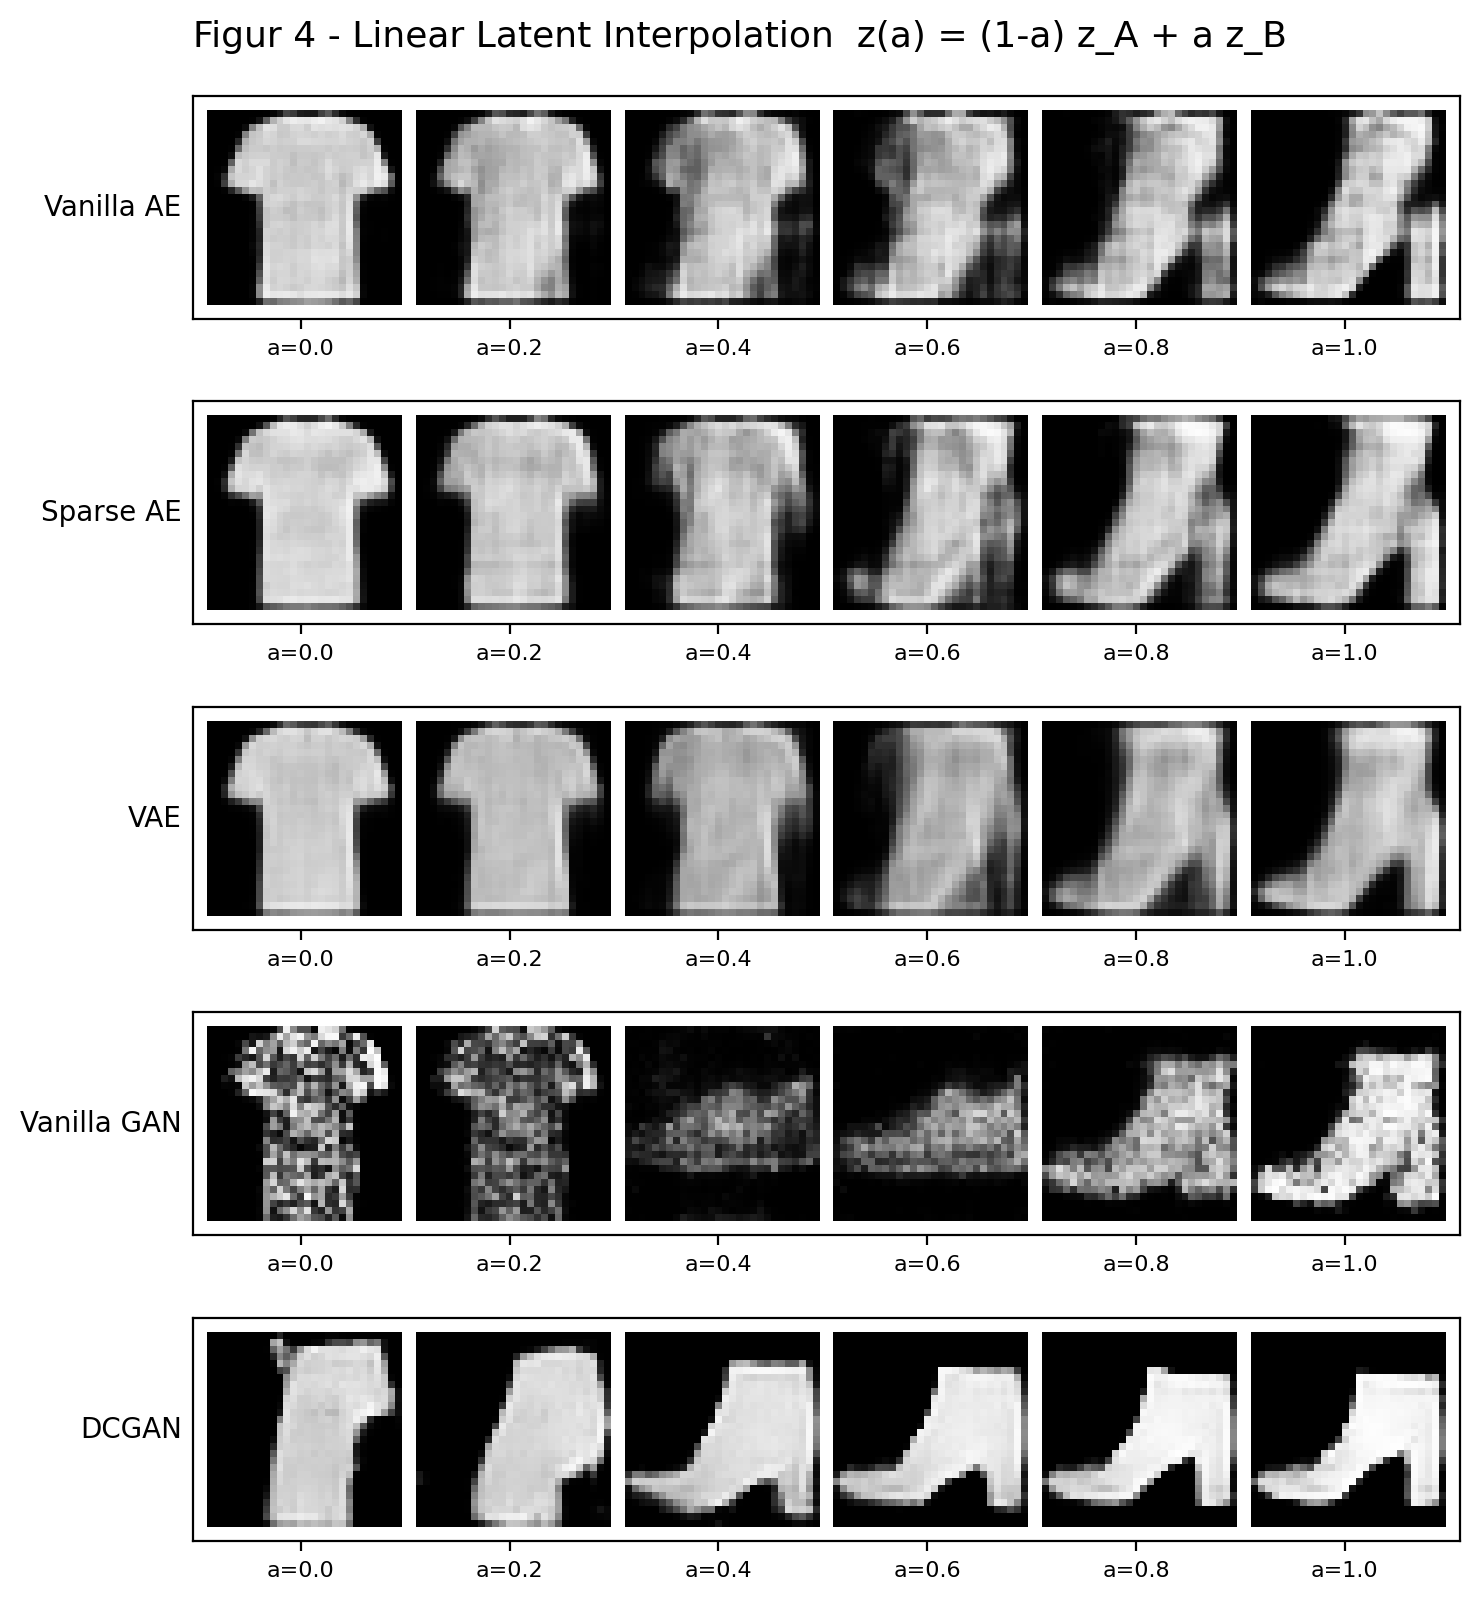 Figur 4 - Linear Latent Interpolation  z(a) = (1-a) z_A + a z_B
Vanilla AE
a=0.0 a=0.2 a=0.4 a=0.6 a=0.8 a=1.0
Sparse AE
a=0.0 a=0.2 a=0.4 a=0.6 a=0.8 a=1.0
VAE
a=0.0 a=0.2 a=0.4 a=0.6 a=0.8 a=1.0
Vanilla GAN
a=0.0 a=0.2 a=0.4 a=0.6 a=0.8 a=1.0
DCGAN
a=0.0 a=0.2 a=0.4 a=0.6 a=0.8 a=1.0